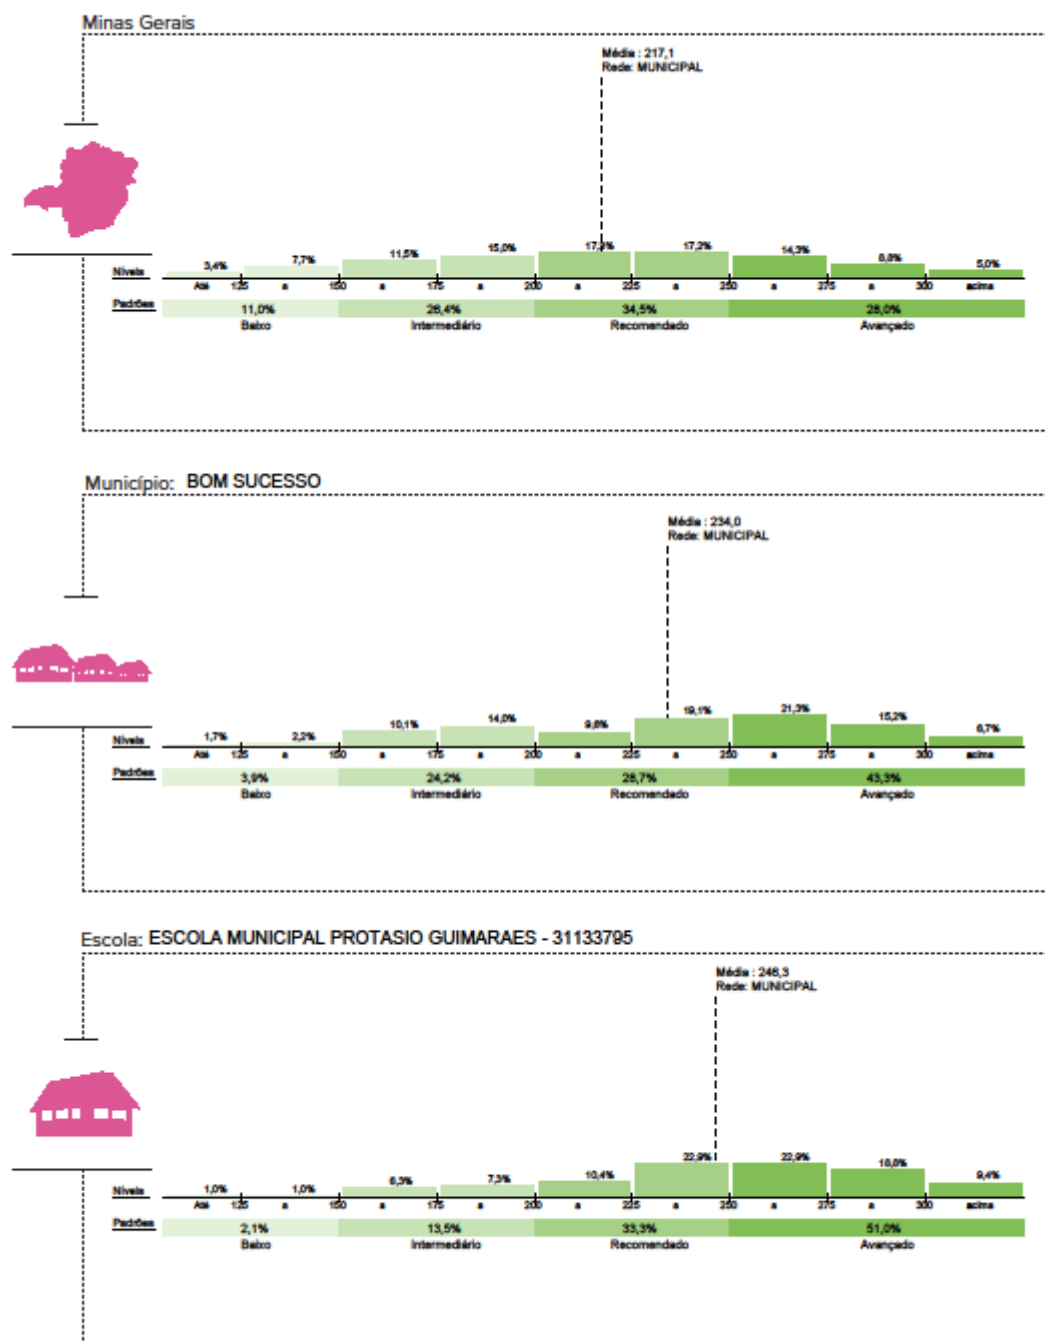 Minas Gerais
Média : 217,1
Rede: MUNICIPAL
3,4% 7,7% 11,5% 15,0% 17,3% 17,2% 14,3% 8,8% 5,0%
Níveis
Até 125 a 150 a 175 a 200 a 225 a 250 a 275 a 300 acima
Padrões
11,0% 26,4% 34,5% 28,0%
Baixo Intermediário Recomendado Avançado
Município: BOM SUCESSO
Média : 234,0
Rede: MUNICIPAL
1,7% 2,2% 10,1% 14,0% 9,6% 19,1% 21,3% 15,2% 6,7%
Níveis
Até 125 a 150 a 175 a 200 a 225 a 250 a 275 a 300 acima
Padrões
3,9% 24,2% 28,7% 43,3%
Baixo Intermediário Recomendado Avançado
Escola: ESCOLA MUNICIPAL PROTASIO GUIMARAES - 31133795
Média : 246,3
Rede: MUNICIPAL
1,0% 1,0% 6,3% 7,3% 10,4% 22,9% 22,9% 18,8% 9,4%
Níveis
Até 125 a 150 a 175 a 200 a 225 a 250 a 275 a 300 acima
Padrões
2,1% 13,5% 33,3% 51,0%
Baixo Intermediário Recomendado Avançado